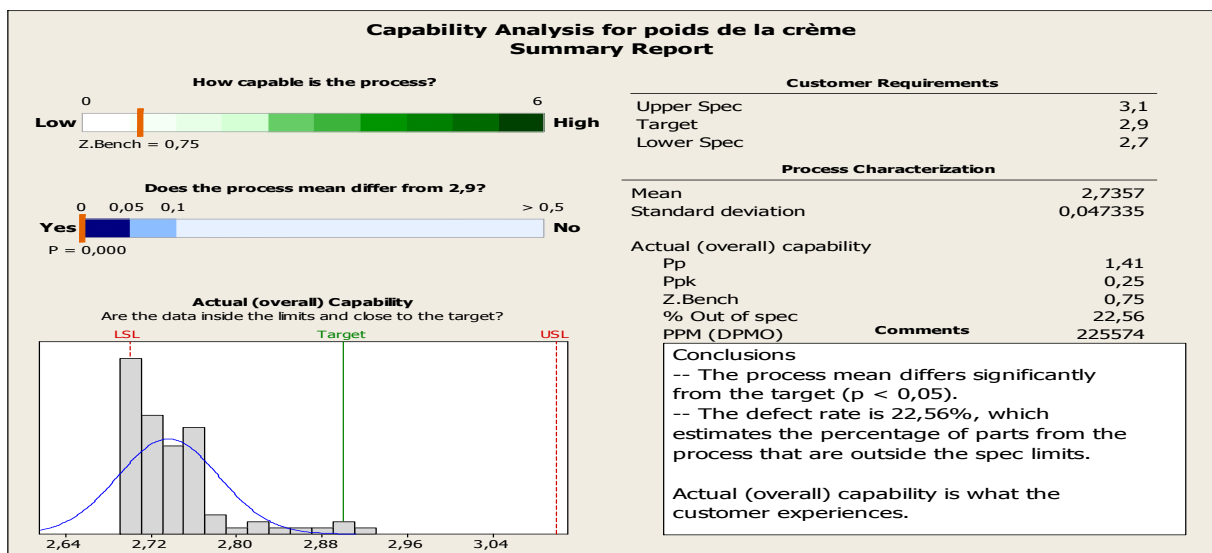 Capability Analysis for poids de la crème
Summary Report
How capable is the process?
0 6
Low High
Z.Bench = 0,75
Does the process mean differ from 2,9?
0 0,05 0,1 > 0,5
Yes No
P = 0,000
Actual (overall) Capability
Are the data inside the limits and close to the target?
LSL Target USL
2,64 2,72 2,80 2,88 2,96 3,04
Customer Requirements
Upper Spec 3,1
Target 2,9
Lower Spec 2,7
Process Characterization
Mean 2,7357
Standard deviation 0,047335
Actual (overall) capability
Pp 1,41
Ppk 0,25
Z.Bench 0,75
% Out of spec 22,56
PPM (DPMO) 225574
Comments
Conclusions
-- The process mean differs significantly
from the target (p < 0,05).
-- The defect rate is 22,56%, which
estimates the percentage of parts from the
process that are outside the spec limits.
Actual (overall) capability is what the
customer experiences.